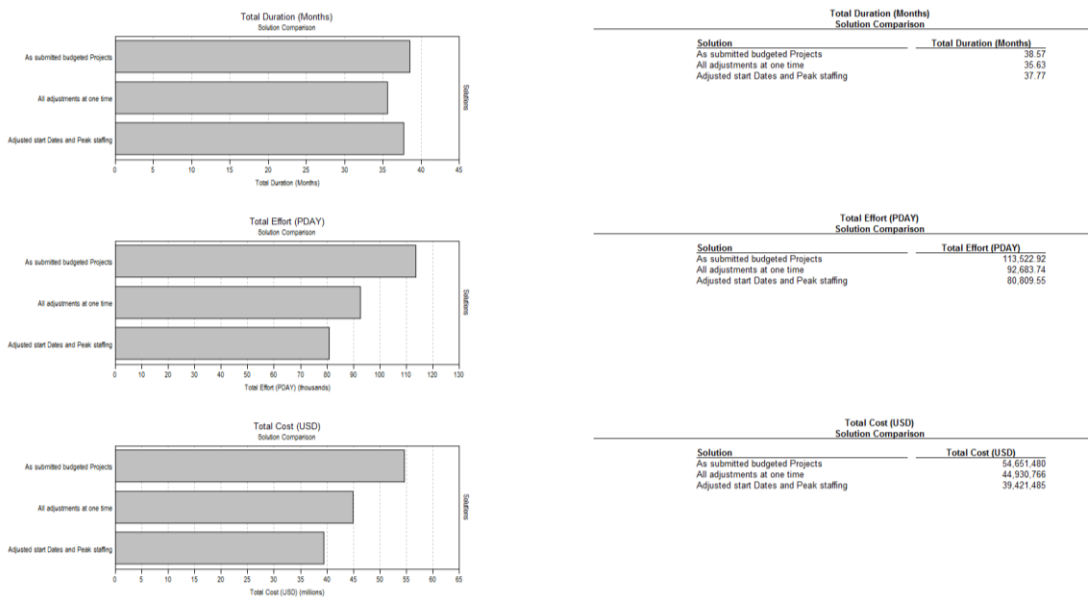 Total Duration (Months)
Solution Comparison
As submitted budgeted Projects
All adjustments at one time
Adjusted start Dates and Peak staffing
Solutions
0 5 10 15 20 25 30 35 40 45
Total Duration (Months)
Total Duration (Months)
Solution Comparison
Solution Total Duration (Months)
As submitted budgeted Projects 38.57
All adjustments at one time 35.63
Adjusted start Dates and Peak staffing 37.77
Total Effort (PDAY)
Solution Comparison
As submitted budgeted Projects
All adjustments at one time
Adjusted start Dates and Peak staffing
Solutions
0 10 20 30 40 50 60 70 80 90 100 110 120 130
Total Effort (PDAY) (thousands)
Total Effort (PDAY)
Solution Comparison
Solution Total Effort (PDAY)
As submitted budgeted Projects 113,522.92
All adjustments at one time 92,683.74
Adjusted start Dates and Peak staffing 80,809.55
Total Cost (USD)
Solution Comparison
As submitted budgeted Projects
All adjustments at one time
Adjusted start Dates and Peak staffing
Solutions
0 5 10 15 20 25 30 35 40 45 50 55 60 65
Total Cost (USD) (millions)
Total Cost (USD)
Solution Comparison
Solution Total Cost (USD)
As submitted budgeted Projects 54,651,480
All adjustments at one time 44,930,766
Adjusted start Dates and Peak staffing 39,421,485